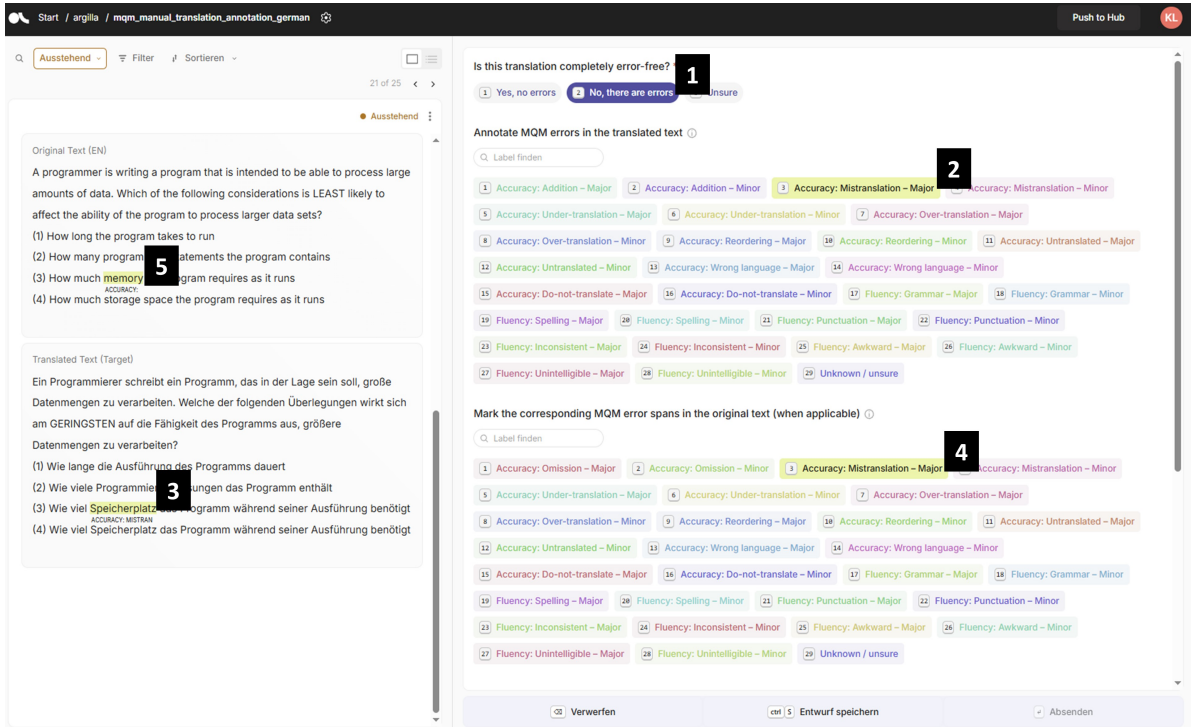 Start / argilla / mqm_manual_translation_annotation_german
Push to Hub
KL
Ausstehend
Filter
Sortieren
21 of 25
Ausstehend
Original Text (EN)
A programmer is writing a program that is intended to be able to process large
amounts of data. Which of the following considerations is LEAST likely to
affect the ability of the program to process larger data sets?
(1) How long the program takes to run
(2) How many program 5 atements the program contains
(3) How much memory gram requires as it runs
ACCURACY:
(4) How much storage space the program requires as it runs
Translated Text (Target)
Ein Programmierer schreibt ein Programm, das in der Lage sein soll, große
Datenmengen zu verarbeiten. Welche der folgenden Überlegungen wirkt sich
am GERINGSTEN auf die Fähigkeit des Programms aus, größere
Datenmengen zu verarbeiten?
(1) Wie lange die Ausführung des Programms dauert
(2) Wie viele Programmier 3 sungen das Programm enthält
(3) Wie viel Speicherplatz Programm während seiner Ausführung benötigt
ACCURACY: MISTRAN
(4) Wie viel Speicherplatz das Programm während seiner Ausführung benötigt
Is this translation completely error-free?
1
1 Yes, no errors 2 No, there are errors Unsure
Annotate MQM errors in the translated text
Label finden
2
1 Accuracy: Addition – Major 2 Accuracy: Addition – Minor 3 Accuracy: Mistranslation – Major Accuracy: Mistranslation – Minor
5 Accuracy: Under-translation – Major 6 Accuracy: Under-translation – Minor 7 Accuracy: Over-translation – Major
8 Accuracy: Over-translation – Minor 9 Accuracy: Reordering – Major 10 Accuracy: Reordering – Minor 11 Accuracy: Untranslated – Major
12 Accuracy: Untranslated – Minor 13 Accuracy: Wrong language – Major 14 Accuracy: Wrong language – Minor
15 Accuracy: Do-not-translate – Major 16 Accuracy: Do-not-translate – Minor 17 Fluency: Grammar – Major 18 Fluency: Grammar – Minor
19 Fluency: Spelling – Major 20 Fluency: Spelling – Minor 21 Fluency: Punctuation – Major 22 Fluency: Punctuation – Minor
23 Fluency: Inconsistent – Major 24 Fluency: Inconsistent – Minor 25 Fluency: Awkward – Major 26 Fluency: Awkward – Minor
27 Fluency: Unintelligible – Major 28 Fluency: Unintelligible – Minor 29 Unknown / unsure
Mark the corresponding MQM error spans in the original text (when applicable)
Label finden
4
1 Accuracy: Omission – Major 2 Accuracy: Omission – Minor 3 Accuracy: Mistranslation – Major Accuracy: Mistranslation – Minor
5 Accuracy: Under-translation – Major 6 Accuracy: Under-translation – Minor 7 Accuracy: Over-translation – Major
8 Accuracy: Over-translation – Minor 9 Accuracy: Reordering – Major 10 Accuracy: Reordering – Minor 11 Accuracy: Untranslated – Major
12 Accuracy: Untranslated – Minor 13 Accuracy: Wrong language – Major 14 Accuracy: Wrong language – Minor
15 Accuracy: Do-not-translate – Major 16 Accuracy: Do-not-translate – Minor 17 Fluency: Grammar – Major 18 Fluency: Grammar – Minor
19 Fluency: Spelling – Major 20 Fluency: Spelling – Minor 21 Fluency: Punctuation – Major 22 Fluency: Punctuation – Minor
23 Fluency: Inconsistent – Major 24 Fluency: Inconsistent – Minor 25 Fluency: Awkward – Major 26 Fluency: Awkward – Minor
27 Fluency: Unintelligible – Major 28 Fluency: Unintelligible – Minor 29 Unknown / unsure
Verwerfen
ctrl S Entwurf speichern
Absenden